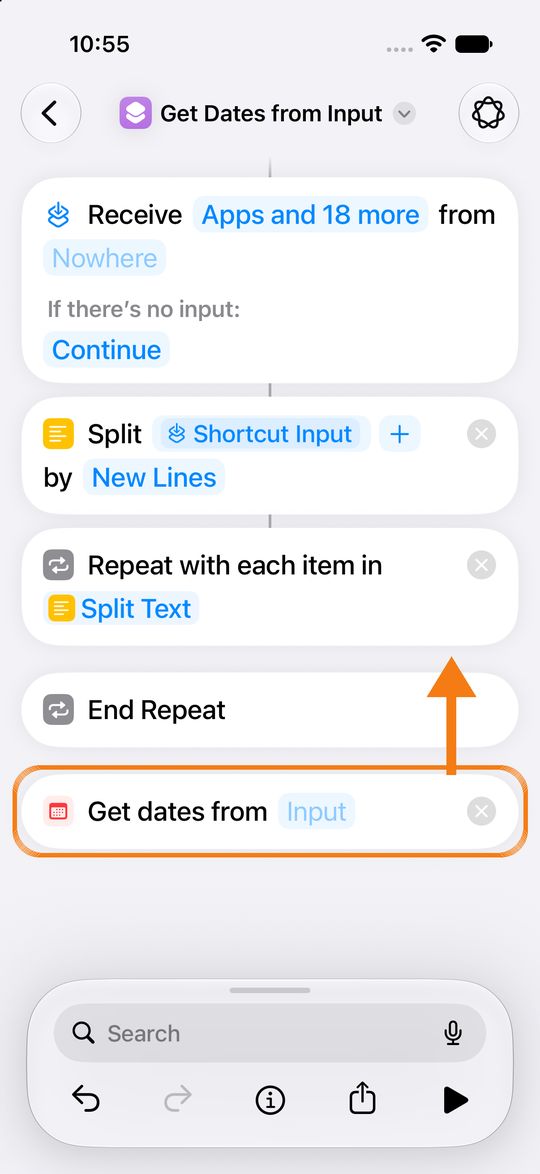 10:55
Get Dates from Input
Receive Apps and 18 more from
Nowhere
If there's no input:
Continue
Split Shortcut Input +
by New Lines
Repeat with each item in
Split Text
End Repeat
Get dates from Input
Search